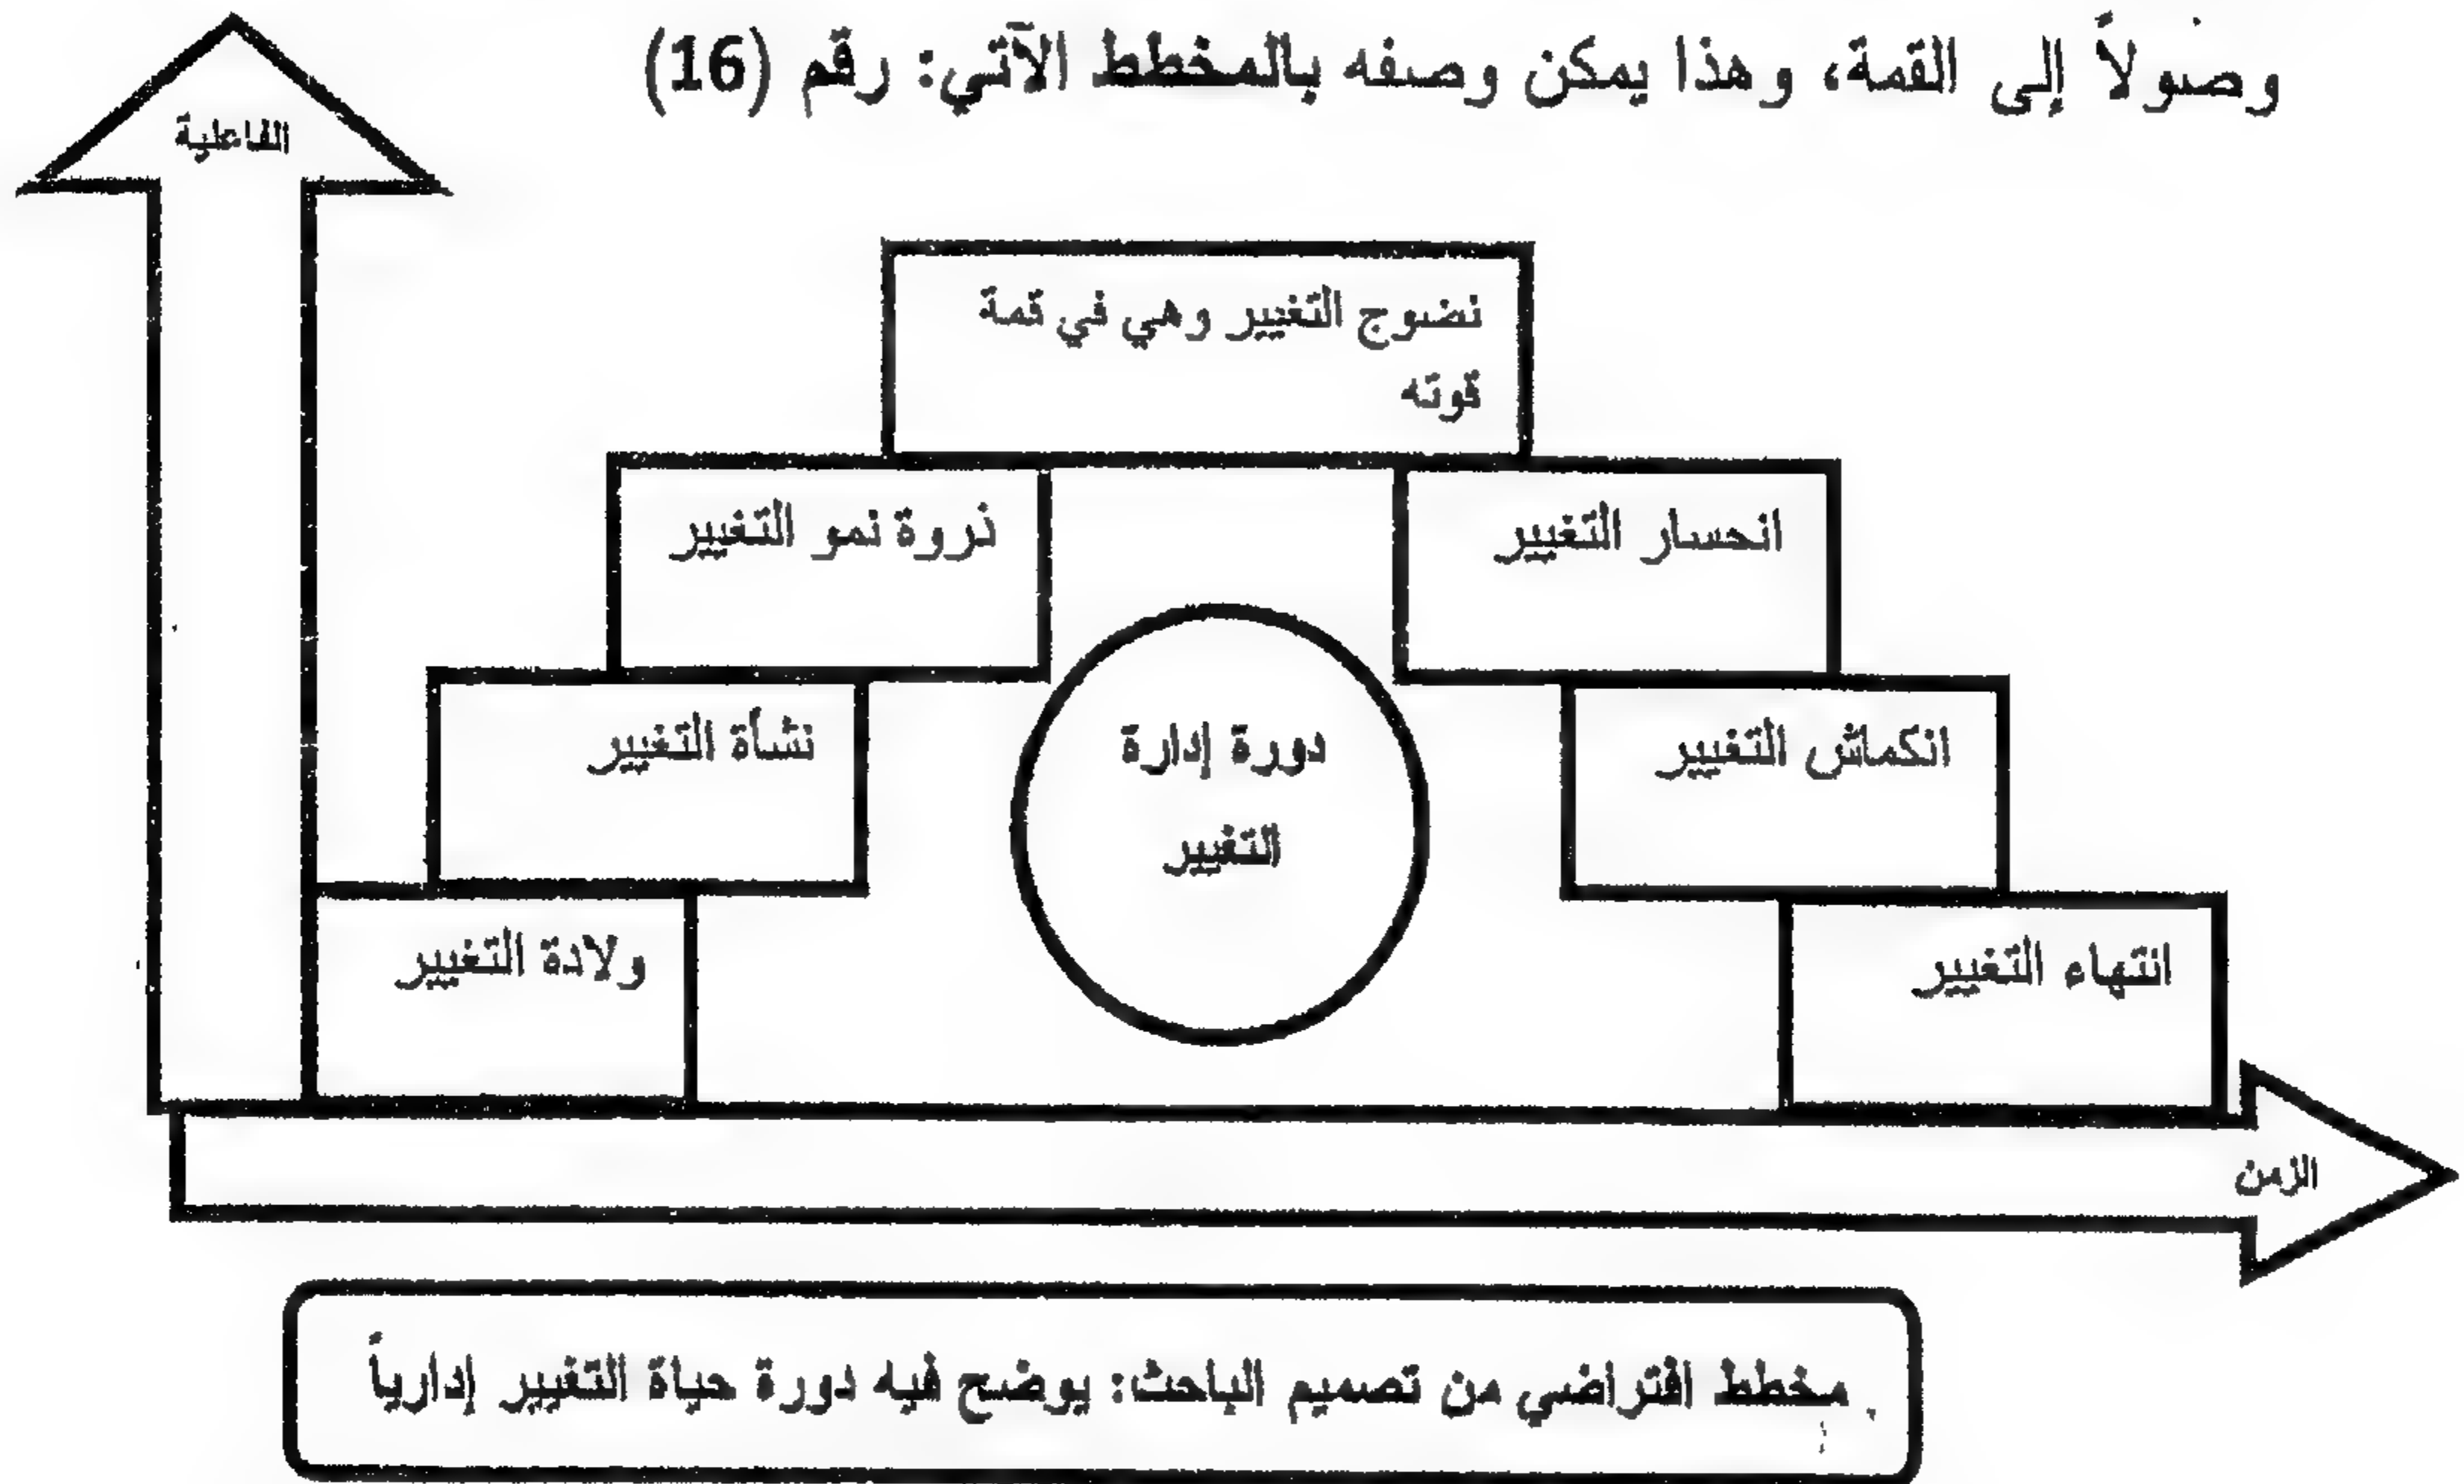 وصولاً إلى القمة، وهذا يمكن وصفه بالمخطط الآتي: رقم (16)
الفاعلية
نضوج التغيير وهي في قمة
قوته
ذروة نمو التغيير
انحسار التغيير
نشأة التغيير
انكماش التغيير
دورة إدارة
التغيير
ولادة التغيير
انتهاء التغيير
الزمن
مخطط افتراضي من تصميم الباحث: يوضح فيه دورة حياة التغيير إدارياً